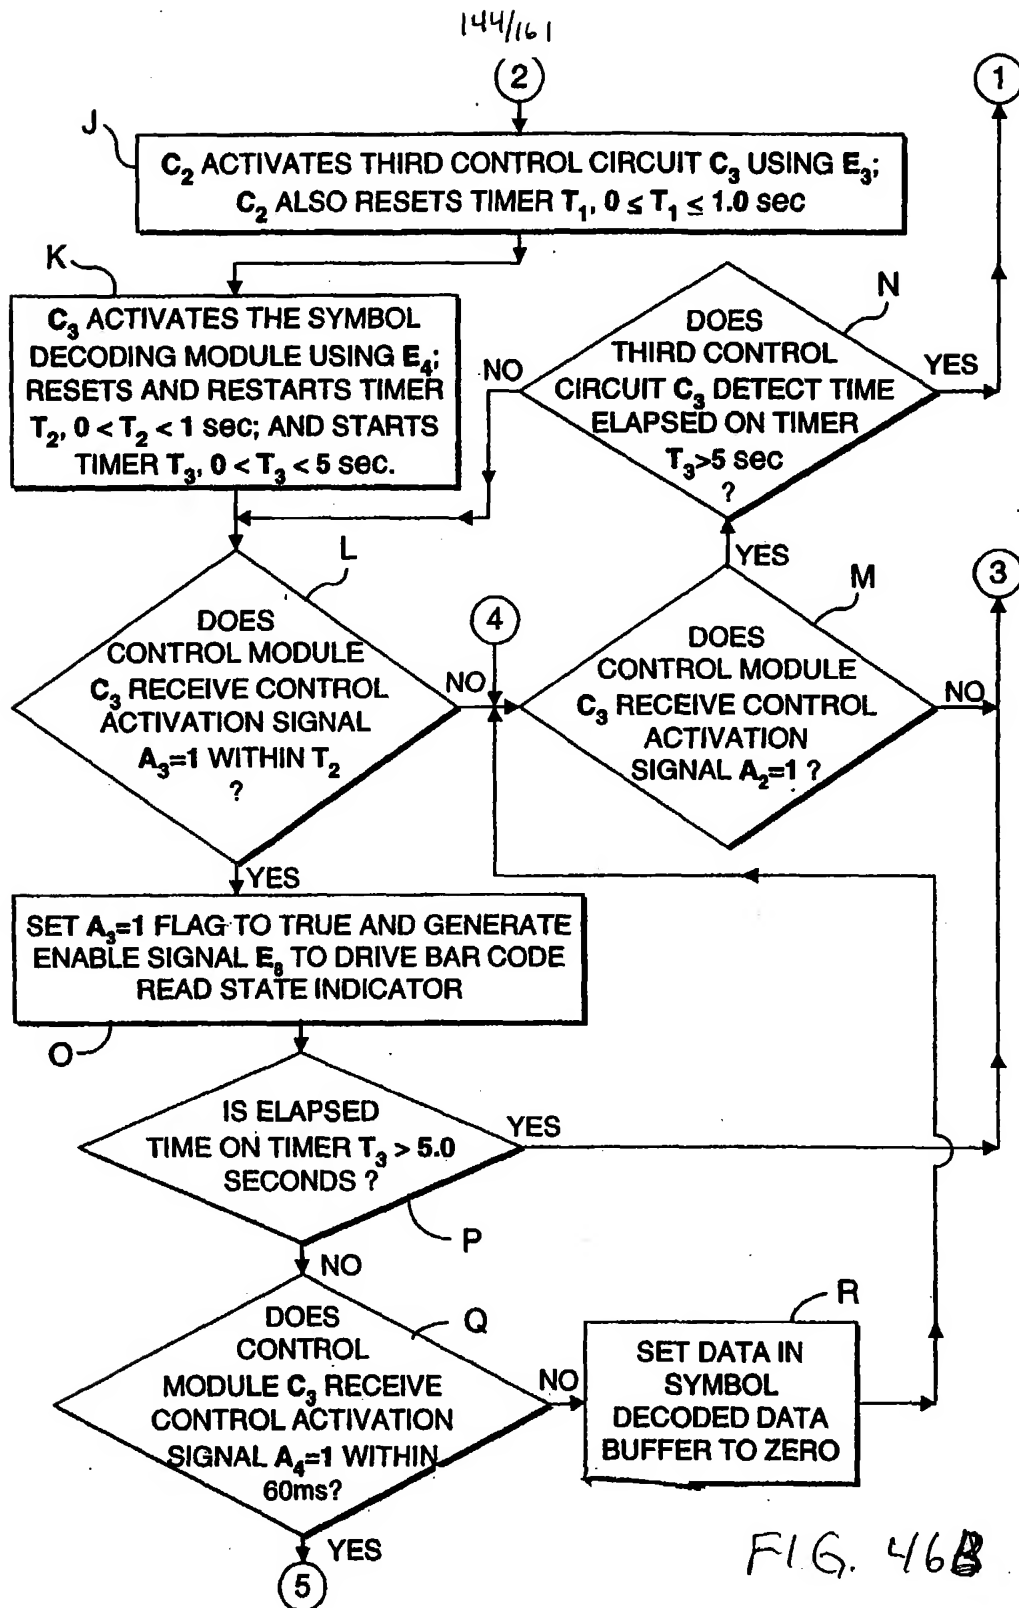 144/161
2
1
J
C₂ ACTIVATES THIRD CONTROL CIRCUIT C₃ USING E₃;
C₂ ALSO RESETS TIMER T₁, 0 ≤ T₁ ≤ 1.0 sec
K
C₃ ACTIVATES THE SYMBOL
DECODING MODULE USING E₄;
RESETS AND RESTARTS TIMER
T₂, 0 < T₂ < 1 sec; AND STARTS
TIMER T₃, 0 < T₃ < 5 sec.
N
DOES
THIRD CONTROL
CIRCUIT C₃ DETECT TIME
ELAPSED ON TIMER
T₃>5 sec
?
NO
YES
L
DOES
CONTROL MODULE
C₃ RECEIVE CONTROL
ACTIVATION SIGNAL
A₃=1 WITHIN T₂
?
NO
YES
4
YES
M
3
DOES
CONTROL MODULE
C₃ RECEIVE CONTROL
ACTIVATION
SIGNAL A₂=1 ?
NO
SET A₃=1 FLAG TO TRUE AND GENERATE
ENABLE SIGNAL E₈ TO DRIVE BAR CODE
READ STATE INDICATOR
O
IS ELAPSED
TIME ON TIMER T₃ > 5.0
SECONDS ?
YES
P
NO
DOES
CONTROL
MODULE C₃ RECEIVE
CONTROL ACTIVATION
SIGNAL A₄=1 WITHIN
60ms?
Q
NO
R
SET DATA IN
SYMBOL
DECODED DATA
BUFFER TO ZERO
YES
5
FIG. 46B